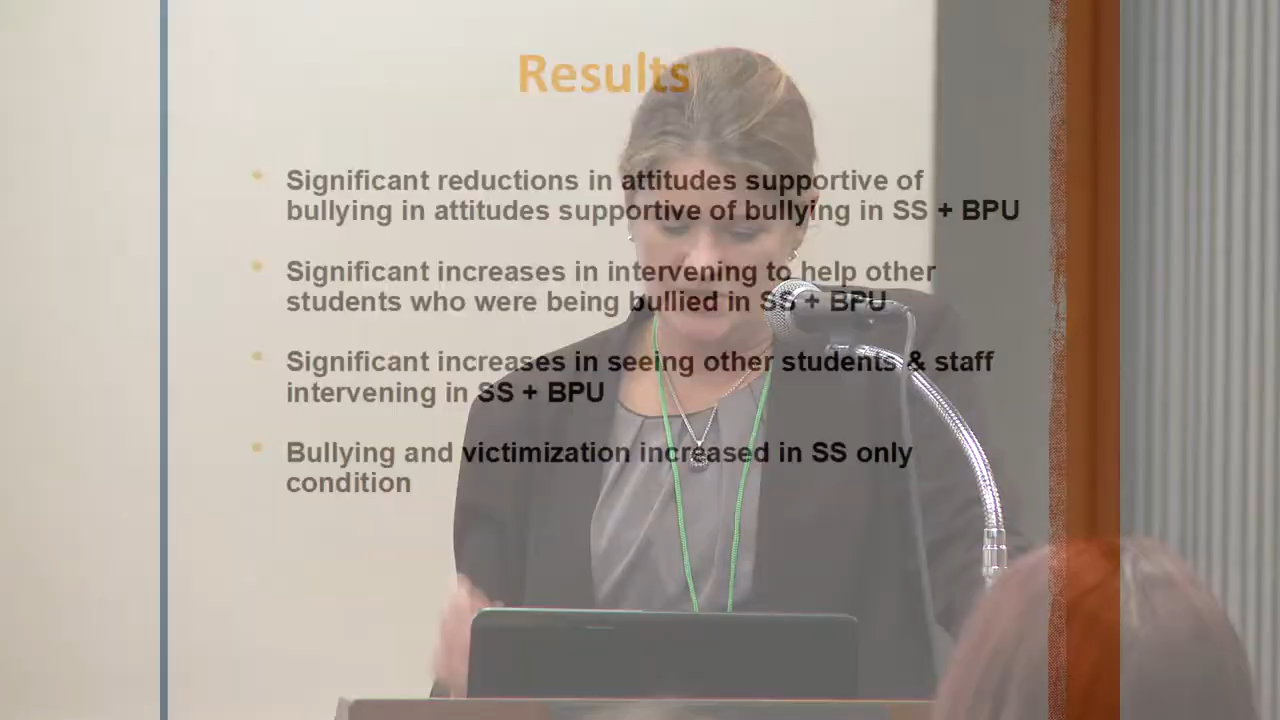 Results
• Significant reductions in attitudes supportive of
bullying in attitudes supportive of bullying in SS + BPU
• Significant increases in intervening to help other
students who were being bullied in SS + BPU
• Significant increases in seeing other students & staff
intervening in SS + BPU
• Bullying and victimization increased in SS only
condition